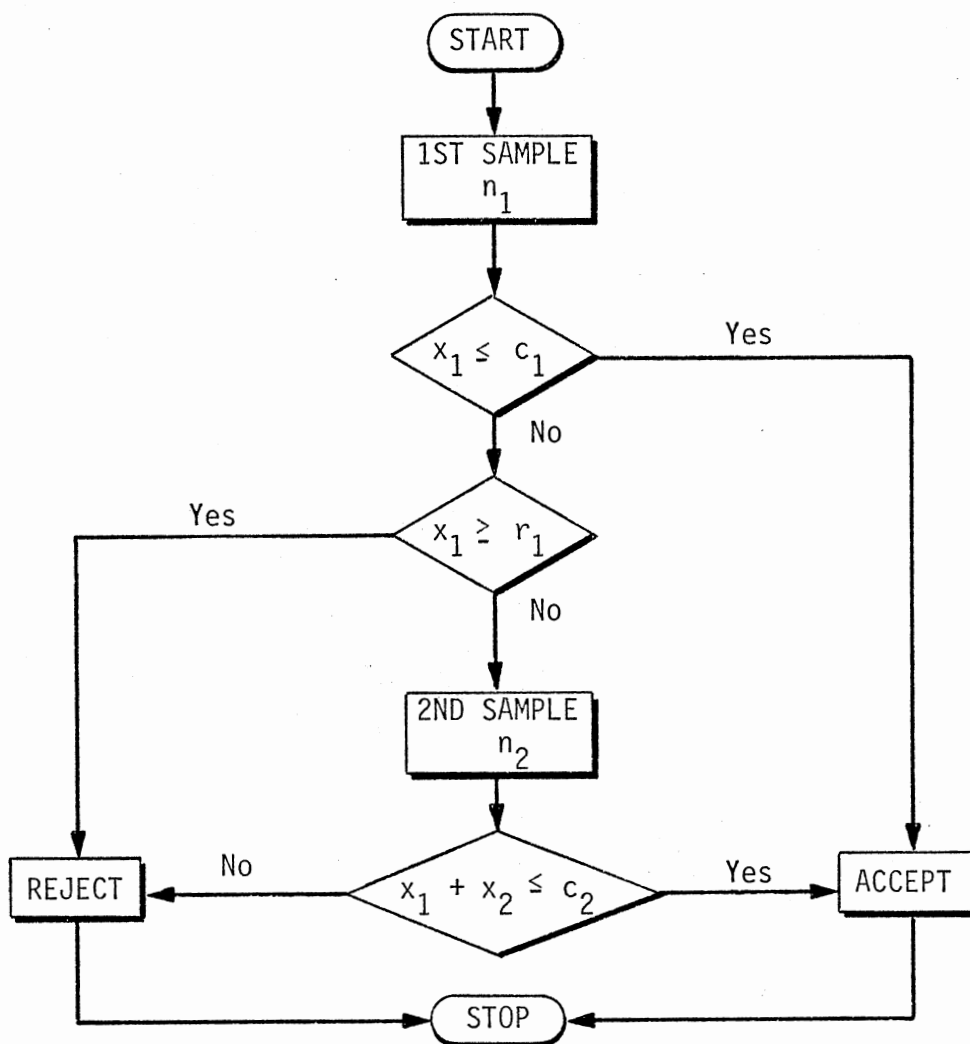 START
1ST SAMPLE
n₁
x₁ ≤ c₁
Yes
No
Yes
x₁ ≥ r₁
No
2ND SAMPLE
n₂
REJECT
No
x₁ + x₂ ≤ c₂
Yes
ACCEPT
STOP